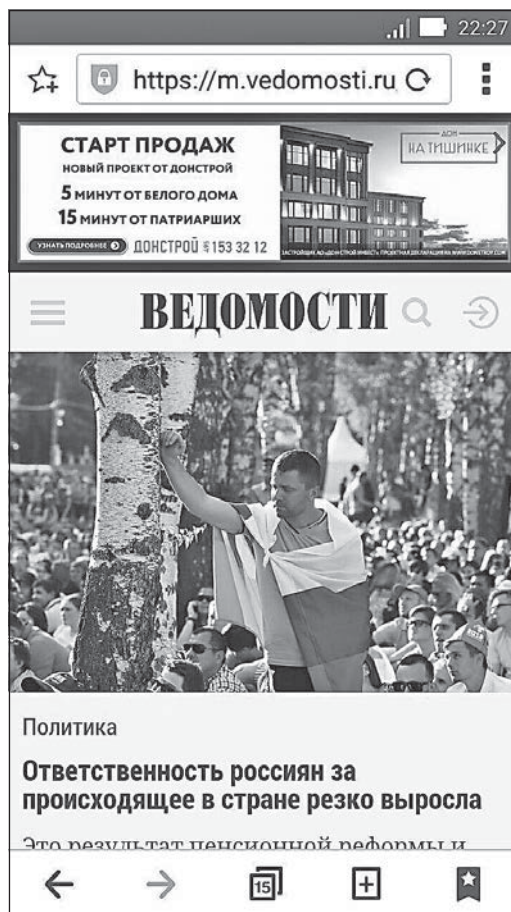 22:27
https://m.vedomosti.ru
СТАРТ ПРОДАЖ
НОВЫЙ ПРОЕКТ ОТ ДОНСТРОЙ
5 МИНУТ ОТ БЕЛОГО ДОМА
15 МИНУТ ОТ ПАТРИАРШИХ
УЗНАТЬ ПОДРОБНЕЕ
ДОНСТРОЙ 153 32 12
ДОМ
НА ТИШИНКЕ
ВЕДОМОСТИ
Политика
Ответственность россиян за
происходящее в стране резко выросла
Это результат пенсионной реформы и
15